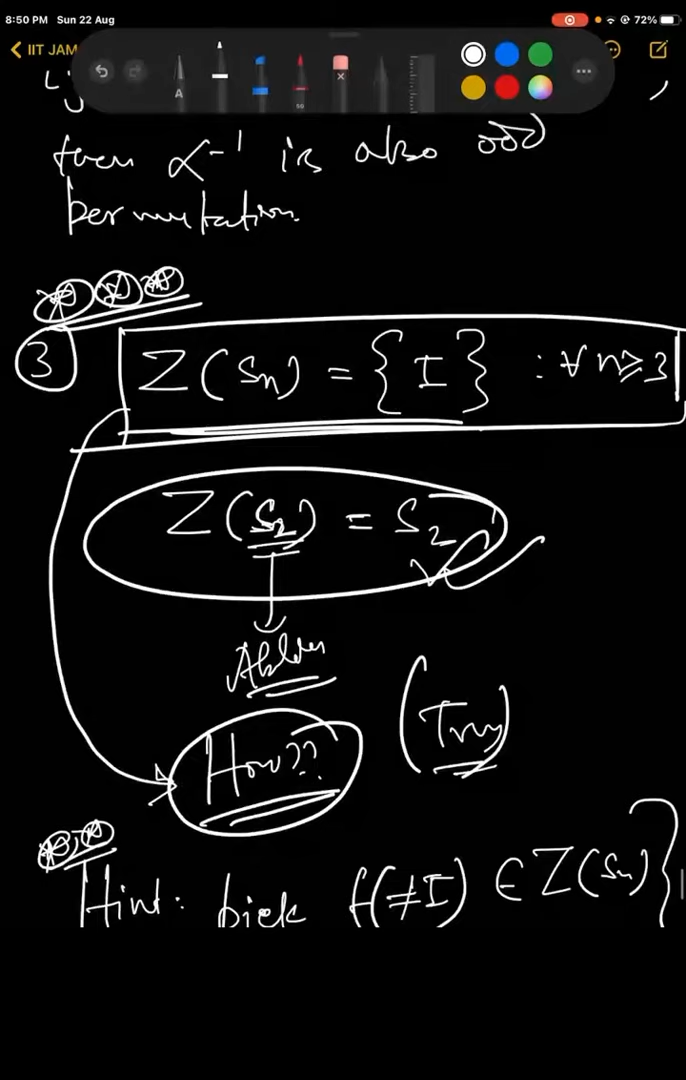 8:50 PM Sun 22 Aug
72%
IIT JAM
A
50
then α⁻¹ is also odd
permutation.
③ Z(Sn) = {I} : ∀ n≥3
Z(S₂) = S₂
How??
(Try)
Hint: pick f(≠I) ∈ Z(Sn)}